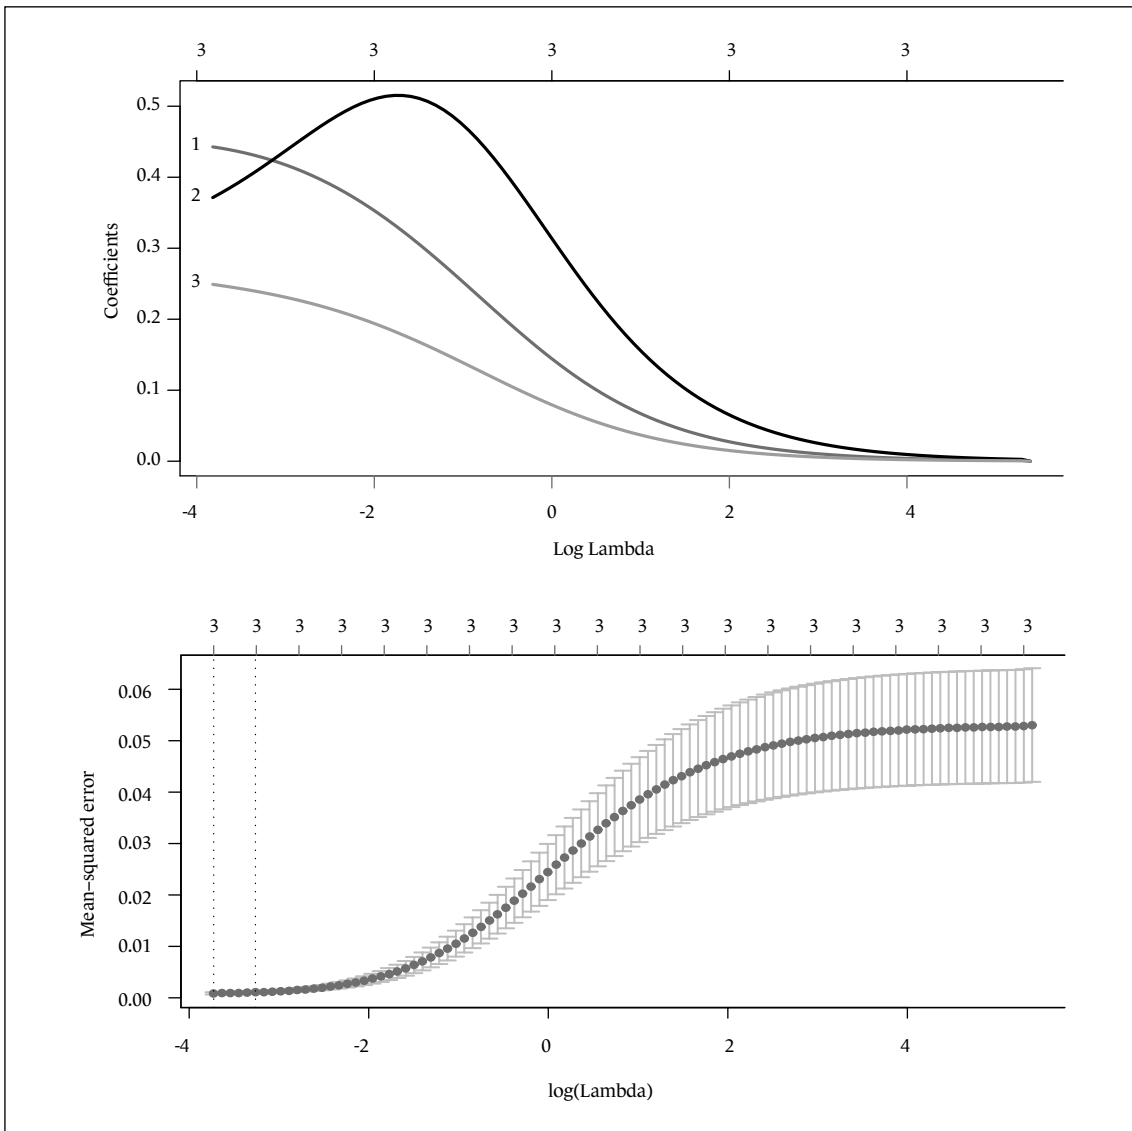 3 3 3 3 3
0.5
0.4
0.3
0.2
0.1
0.0
Coefficients
1
2
3
-4 -2 0 2 4
Log Lambda
3 3 3 3 3 3 3 3 3 3 3 3 3 3 3 3 3 3 3 3
0.06
0.05
0.04
0.03
0.02
0.01
0.00
Mean-squared error
-4 -2 0 2 4
log(Lambda)